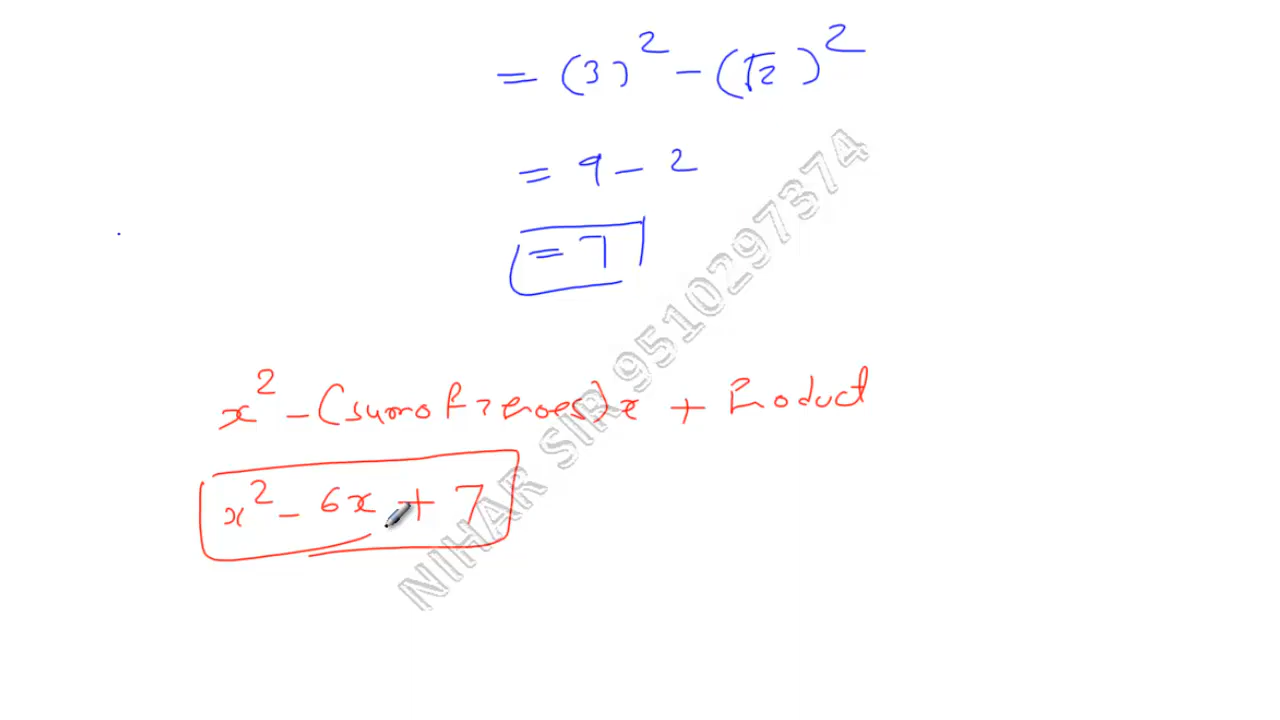 = (3)² - (√2)²
= 9 - 2
= 7
x² - (sum of zeroes)x + Product
x² - 6x + 7
NIHAR SIR 9510297374